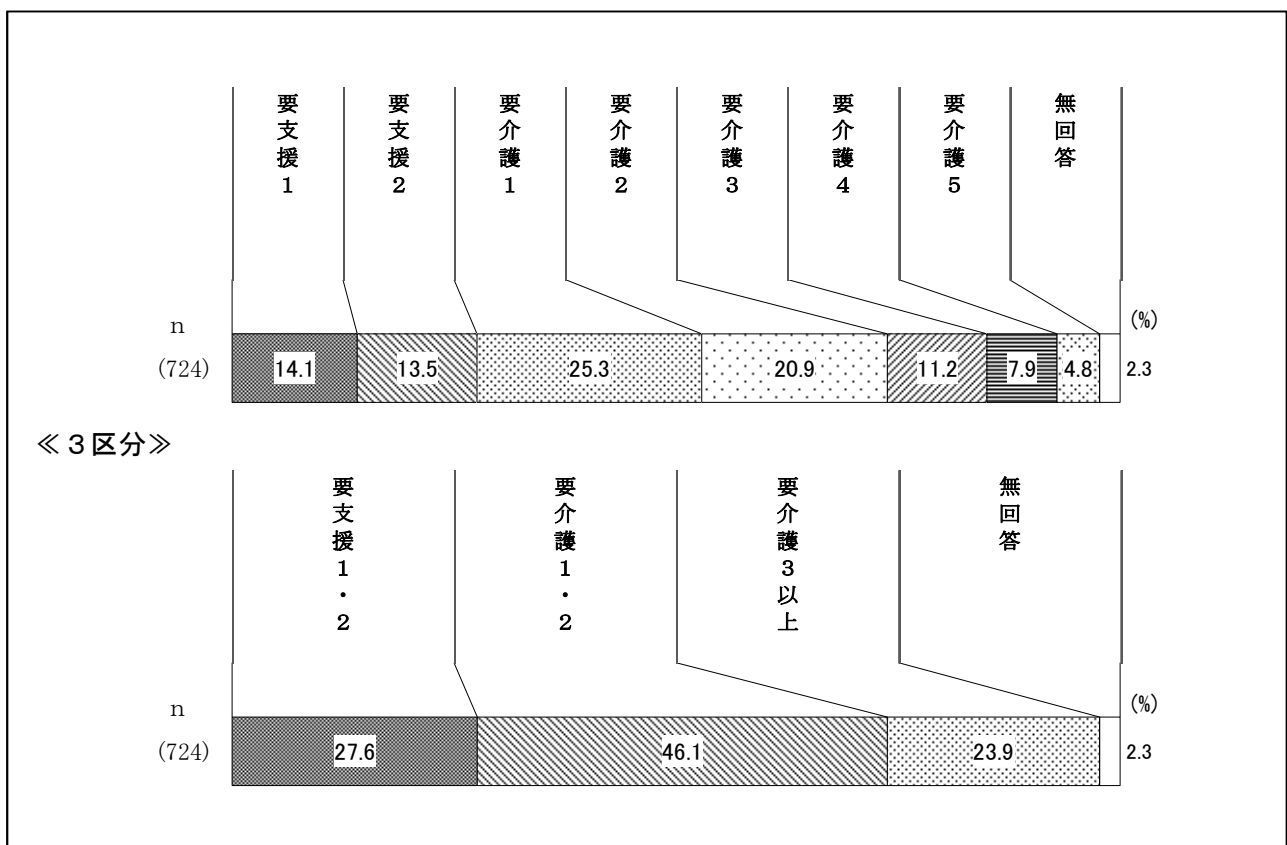 要支援１
要支援２
要介護１
要介護２
要介護３
要介護４
要介護５
無回答
(%)
n
(724)
14.1
13.5
25.3
20.9
11.2
7.9
4.8
2.3
≪３区分≫
要支援１・２
要介護１・２
要介護３以上
無回答
(%)
n
(724)
27.6
46.1
23.9
2.3